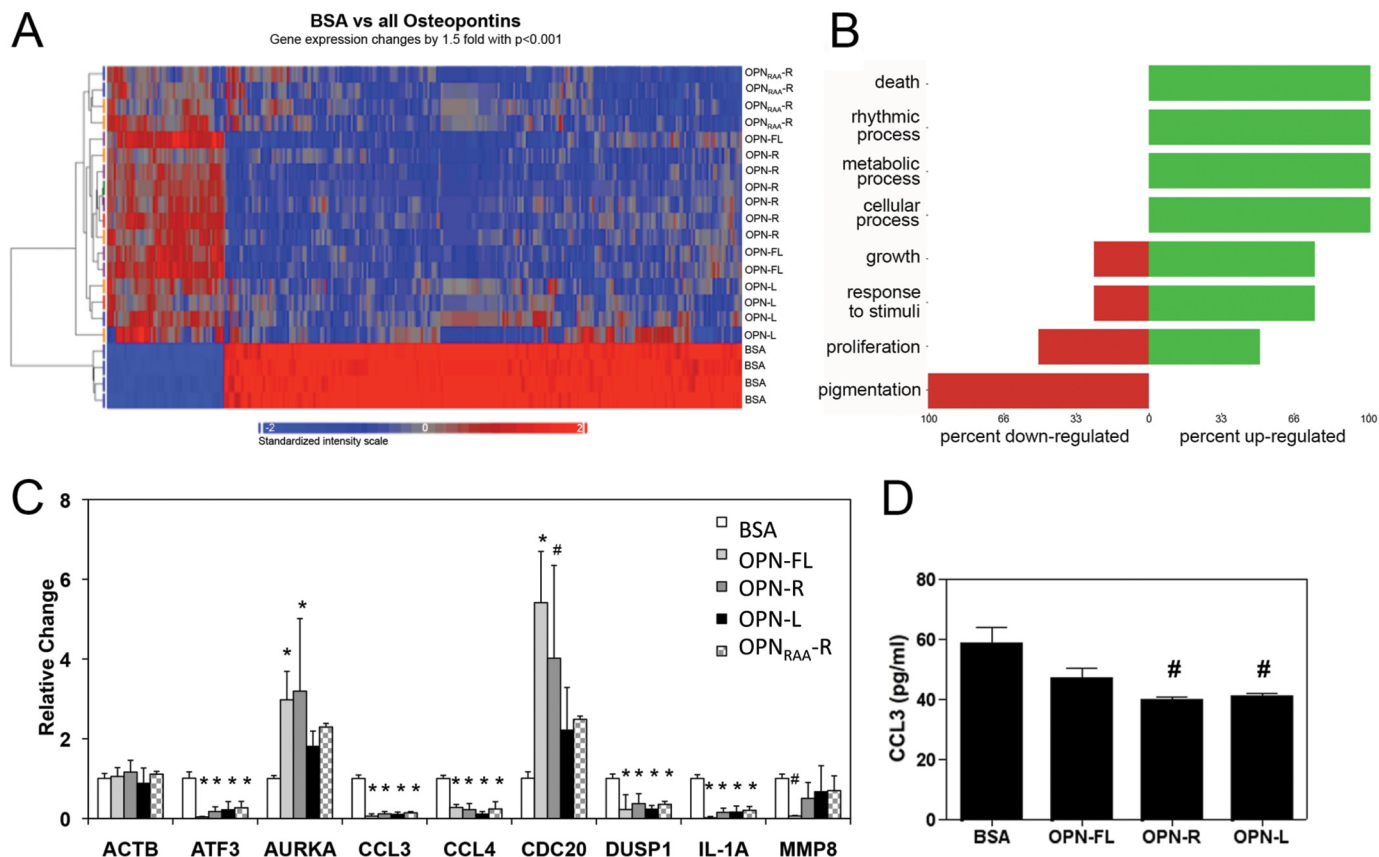 A
BSA vs all Osteopontins
Gene expression changes by 1.5 fold with p<0.001
OPNRAA-R
OPNRAA-R
OPNRAA-R
OPNRAA-R
OPN-FL
OPN-R
OPN-R
OPN-R
OPN-R
OPN-R
OPN-R
OPN-FL
OPN-FL
OPN-L
OPN-L
OPN-L
OPN-L
BSA
BSA
BSA
BSA
-2 0 2
Standardized intensity scale
B
death
rhythmic
process
metabolic
process
cellular
process
growth
response
to stimuli
proliferation
pigmentation
100 66 33 0 33 66 100
percent down-regulated percent up-regulated
C
Relative Change
8
6
4
2
0
BSA
OPN-FL
OPN-R
OPN-L
OPNRAA-R
* * * *
* *
* * * *
* * * *
* #
* * * *
* * * *
#
ACTB ATF3 AURKA CCL3 CCL4 CDC20 DUSP1 IL-1A MMP8
D
CCL3 (pg/ml)
80
60
40
20
0
# #
BSA OPN-FL OPN-R OPN-L